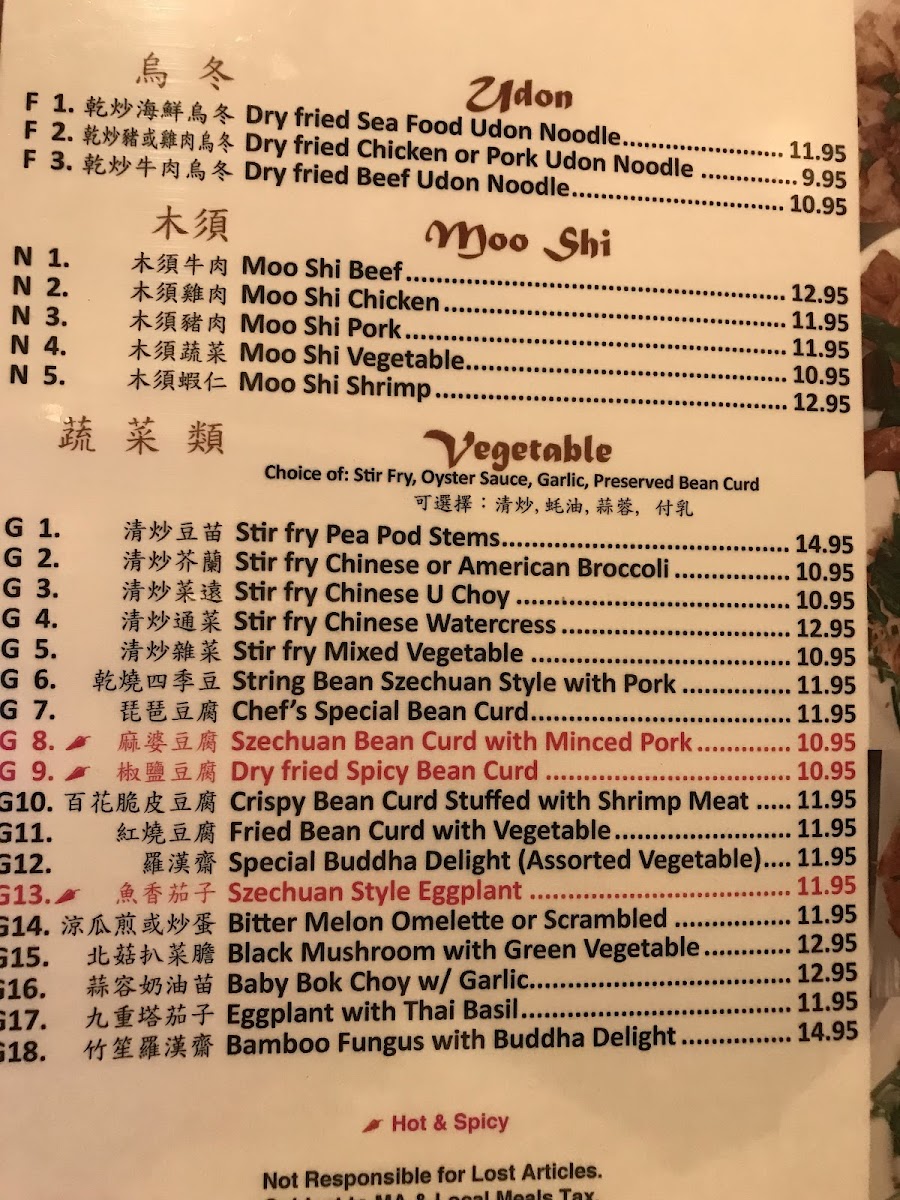 烏冬 Udon
F 1. 乾炒海鮮烏冬 Dry fried Sea Food Udon Noodle 11.95
F 2. 乾炒豬或雞肉烏冬 Dry fried Chicken or Pork Udon Noodle 9.95
F 3. 乾炒牛肉烏冬 Dry fried Beef Udon Noodle 10.95
木須 Moo Shi
N 1. 木須牛肉 Moo Shi Beef 12.95
N 2. 木須雞肉 Moo Shi Chicken 11.95
N 3. 木須豬肉 Moo Shi Pork 11.95
N 4. 木須蔬菜 Moo Shi Vegetable 10.95
N 5. 木須蝦仁 Moo Shi Shrimp 12.95
蔬菜類 Vegetable
Choice of: Stir Fry, Oyster Sauce, Garlic, Preserved Bean Curd
可選擇：清炒, 蚝油, 蒜蓉, 付乳
G 1. 清炒豆苗 Stir fry Pea Pod Stems 14.95
G 2. 清炒芥蘭 Stir fry Chinese or American Broccoli 10.95
G 3. 清炒菜遠 Stir fry Chinese U Choy 10.95
G 4. 清炒通菜 Stir fry Chinese Watercress 12.95
G 5. 清炒雜菜 Stir fry Mixed Vegetable 10.95
G 6. 乾燒四季豆 String Bean Szechuan Style with Pork 11.95
G 7. 琵琶豆腐 Chef's Special Bean Curd 11.95
G 8. 麻婆豆腐 Szechuan Bean Curd with Minced Pork 10.95
G 9. 椒鹽豆腐 Dry fried Spicy Bean Curd 10.95
G10. 百花脆皮豆腐 Crispy Bean Curd Stuffed with Shrimp Meat 11.95
G11. 紅燒豆腐 Fried Bean Curd with Vegetable 11.95
G12. 羅漢齋 Special Buddha Delight (Assorted Vegetable) 11.95
G13. 魚香茄子 Szechuan Style Eggplant 11.95
G14. 涼瓜煎或炒蛋 Bitter Melon Omelette or Scrambled 11.95
G15. 北菇扒菜膽 Black Mushroom with Green Vegetable 12.95
G16. 蒜容奶油苗 Baby Bok Choy w/ Garlic 12.95
G17. 九重塔茄子 Eggplant with Thai Basil 11.95
G18. 竹笙羅漢齋 Bamboo Fungus with Buddha Delight 14.95
Hot & Spicy
Not Responsible for Lost Articles.
Subject to MA & Local Meals Tax.